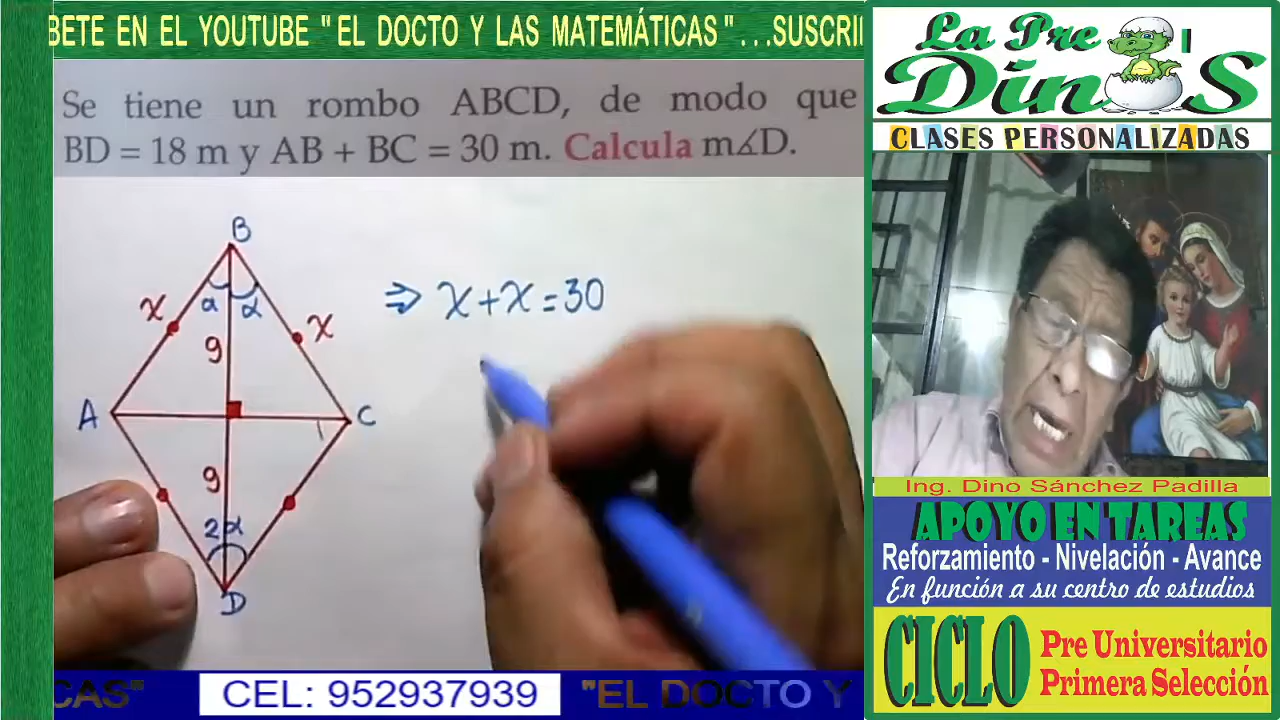 BETE EN EL YOUTUBE " EL DOCTO Y LAS MATEMÁTICAS "...SUSCRI
Se tiene un rombo ABCD, de modo que
BD = 18 m y AB + BC = 30 m. Calcula m∡D.
B
α α
x x
9
⇒ x + x = 30
A C
9
2α
D
CAS" CEL: 952937939 "EL DOCTO Y
La Pre
Dino'S
CLASES PERSONALIZADAS
Ing. Dino Sánchez Padilla
APOYO EN TAREAS
Reforzamiento - Nivelación - Avance
En función a su centro de estudios
CICLO
Pre Universitario
Primera Selección